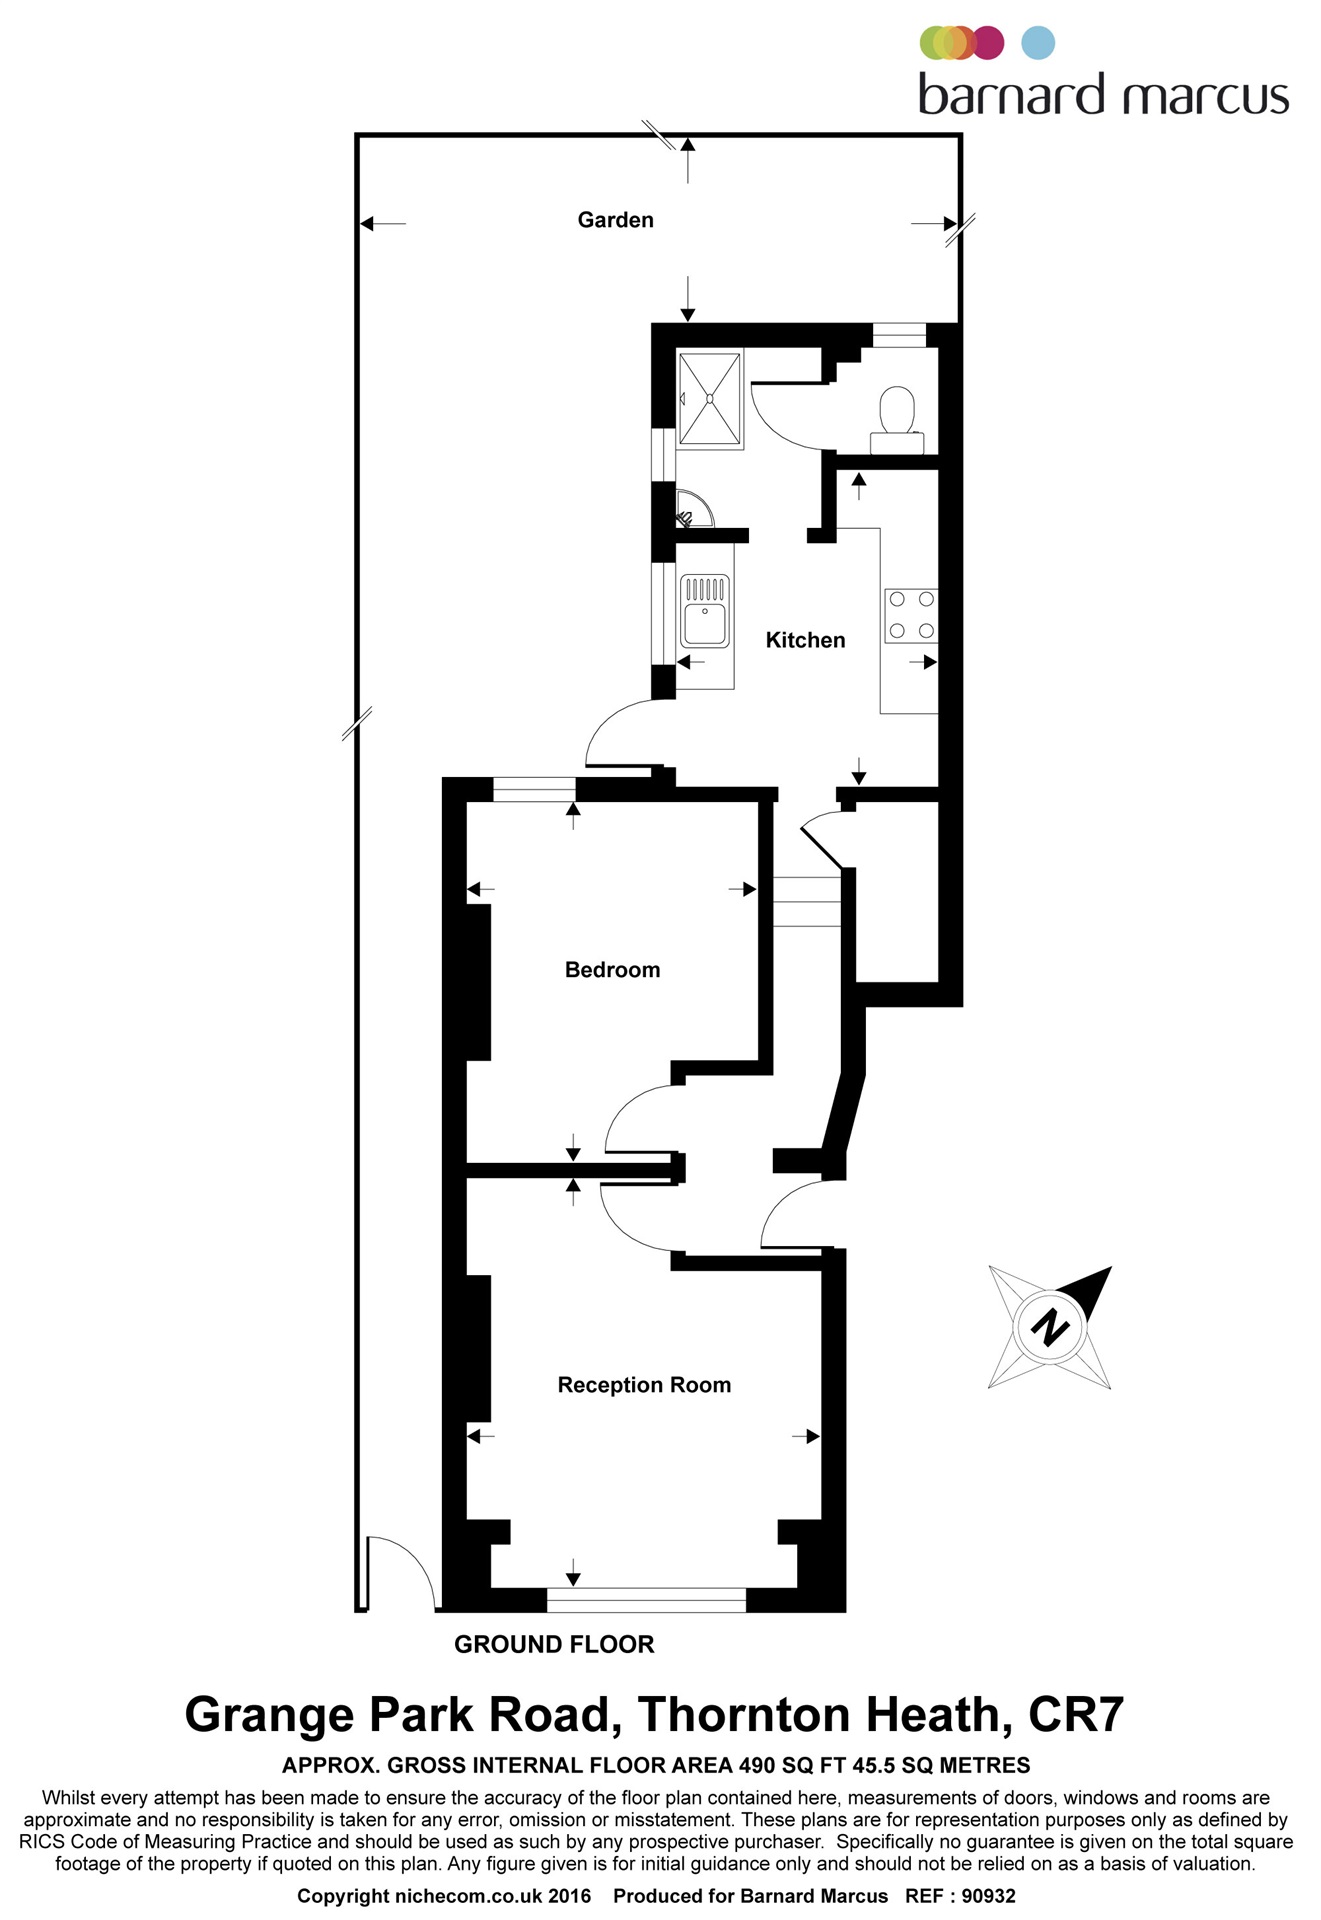 barnard marcus
Garden
Kitchen
Bedroom
Reception Room
N
GROUND FLOOR
Grange Park Road, Thornton Heath, CR7
APPROX. GROSS INTERNAL FLOOR AREA 490 SQ FT 45.5 SQ METRES
Whilst every attempt has been made to ensure the accuracy of the floor plan contained here, measurements of doors, windows and rooms are
approximate and no responsibility is taken for any error, omission or misstatement. These plans are for representation purposes only as defined by
RICS Code of Measuring Practice and should be used as such by any prospective purchaser. Specifically no guarantee is given on the total square
footage of the property if quoted on this plan. Any figure given is for initial guidance only and should not be relied on as a basis of valuation.
Copyright nichecom.co.uk 2016 Produced for Barnard Marcus REF : 90932